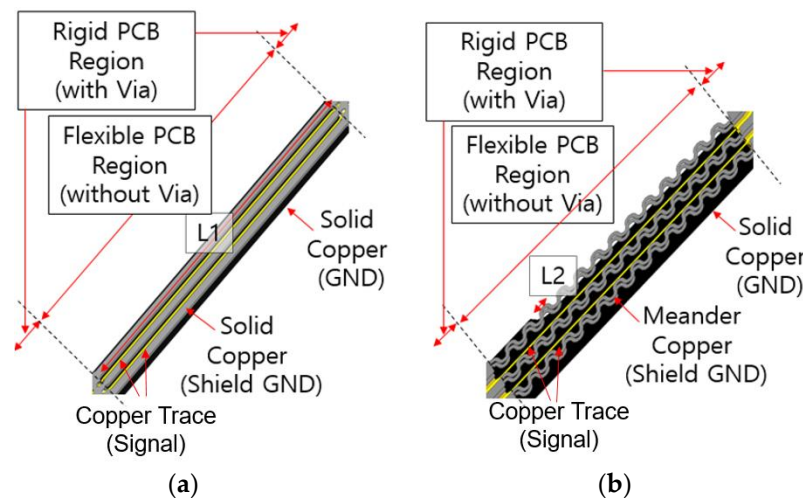 Rigid PCB
Region
(with Via)
Flexible PCB
Region
(without Via)
L1
Solid
Copper
(GND)
Solid
Copper
(Shield GND)
Copper Trace
(Signal)
(a)
Rigid PCB
Region
(with Via)
Flexible PCB
Region
(without Via)
L2
Solid
Copper
(GND)
Meander
Copper
(Shield GND)
Copper Trace
(Signal)
(b)